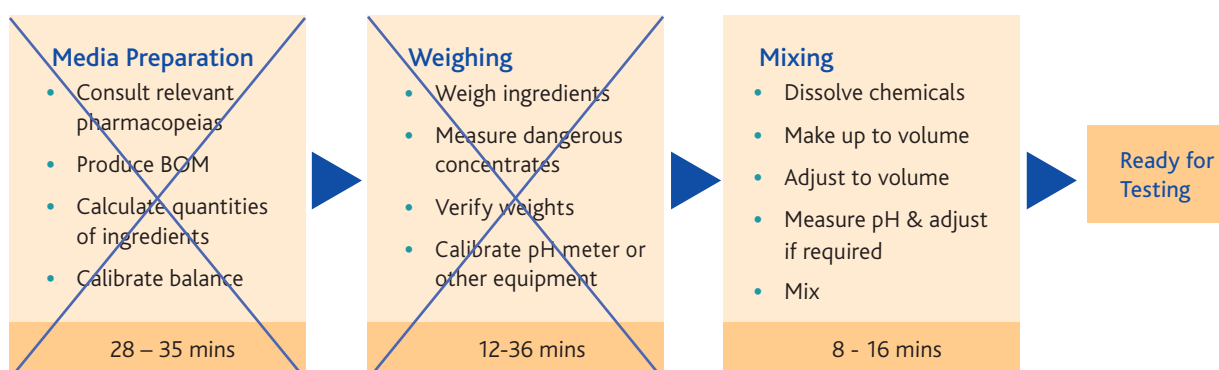 Media Preparation
• Consult relevant
pharmacopeias
• Produce BOM
• Calculate quantities
of ingredients
• Calibrate balance
28 – 35 mins
Weighing
• Weigh ingredients
• Measure dangerous
concentrates
• Verify weights
• Calibrate pH meter or
other equipment
12-36 mins
Mixing
• Dissolve chemicals
• Make up to volume
• Adjust to volume
• Measure pH & adjust
if required
• Mix
8 - 16 mins
Ready for
Testing